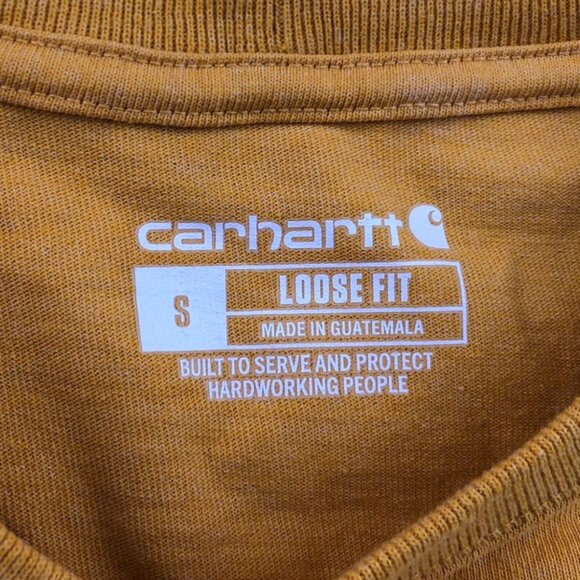 carhartt
S
LOOSE FIT
MADE IN GUATEMALA
BUILT TO SERVE AND PROTECT
HARDWORKING PEOPLE